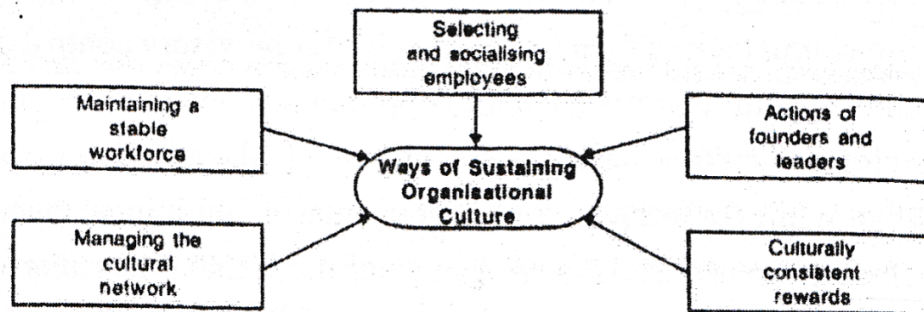 Selecting
and socialising
employees
Maintaining a
stable
workforce
Actions of
founders and
leaders
Ways of Sustaining
Organisational
Culture
Managing the
cultural
network
Culturally
consistent
rewards